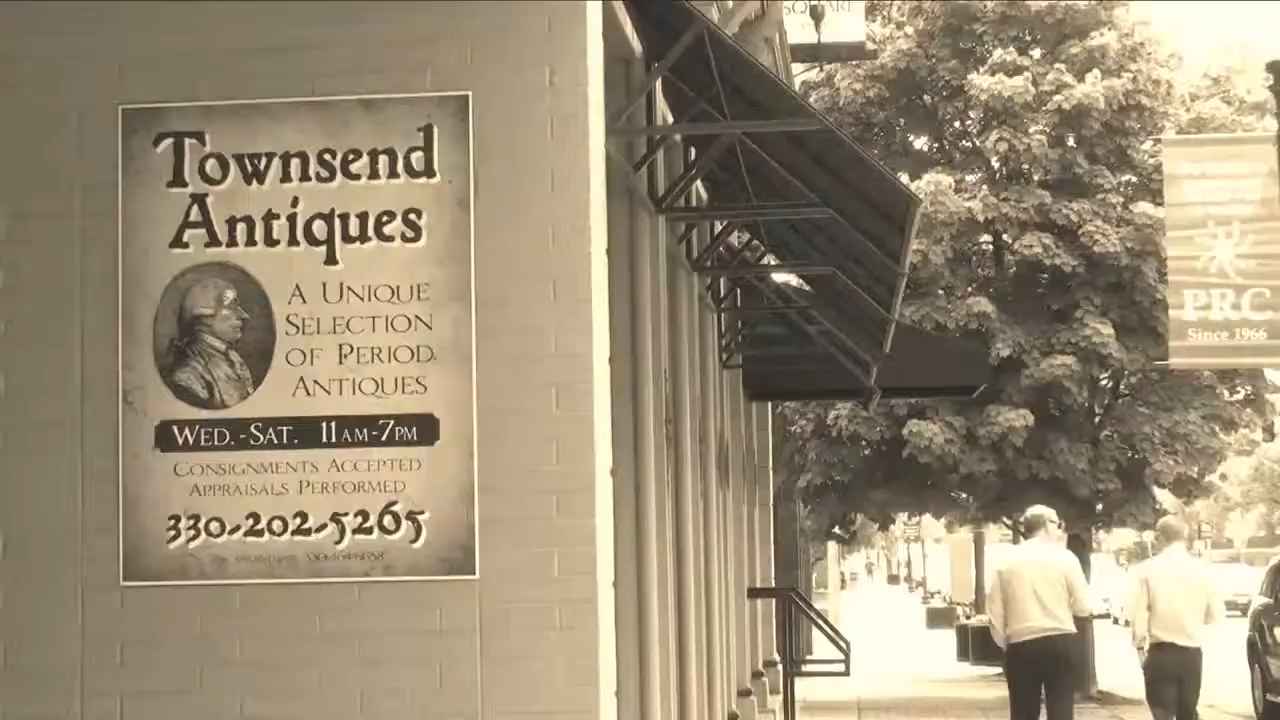 Townsend
Antiques
A Unique
Selection
of Period
Antiques
Wed.-Sat. 11am-7pm
Consignments Accepted
Appraisals Performed
330-202-5265
SQUARE
PRC
Since 1966